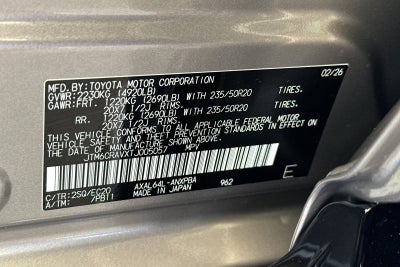 MFD.BY:TOYOTA MOTOR CORPORATION 02/26
GVWR:2230KG (4920LB)
GAWR:FRT. 1220KG (2690LB) WITH 235/50R20 TIRES.
20X7 1/2J RIMS.
RR. 1220KG (2690LB) WITH 235/50R20 TIRES.
20X7 1/2J RIMS.
THIS VEHICLE CONFORMS TO ALL APPLICABLE FEDERAL MOTOR
VEHICLE SAFETY STANDARDS IN EFFECT ON
THE DATE OF MANUFACTURE SHOWN ABOVE.
MPV
C/TR:2SQ/EC20 AXAL64L-ANXPBA 962
A/TM: /PB11 MADE IN JAPAN E